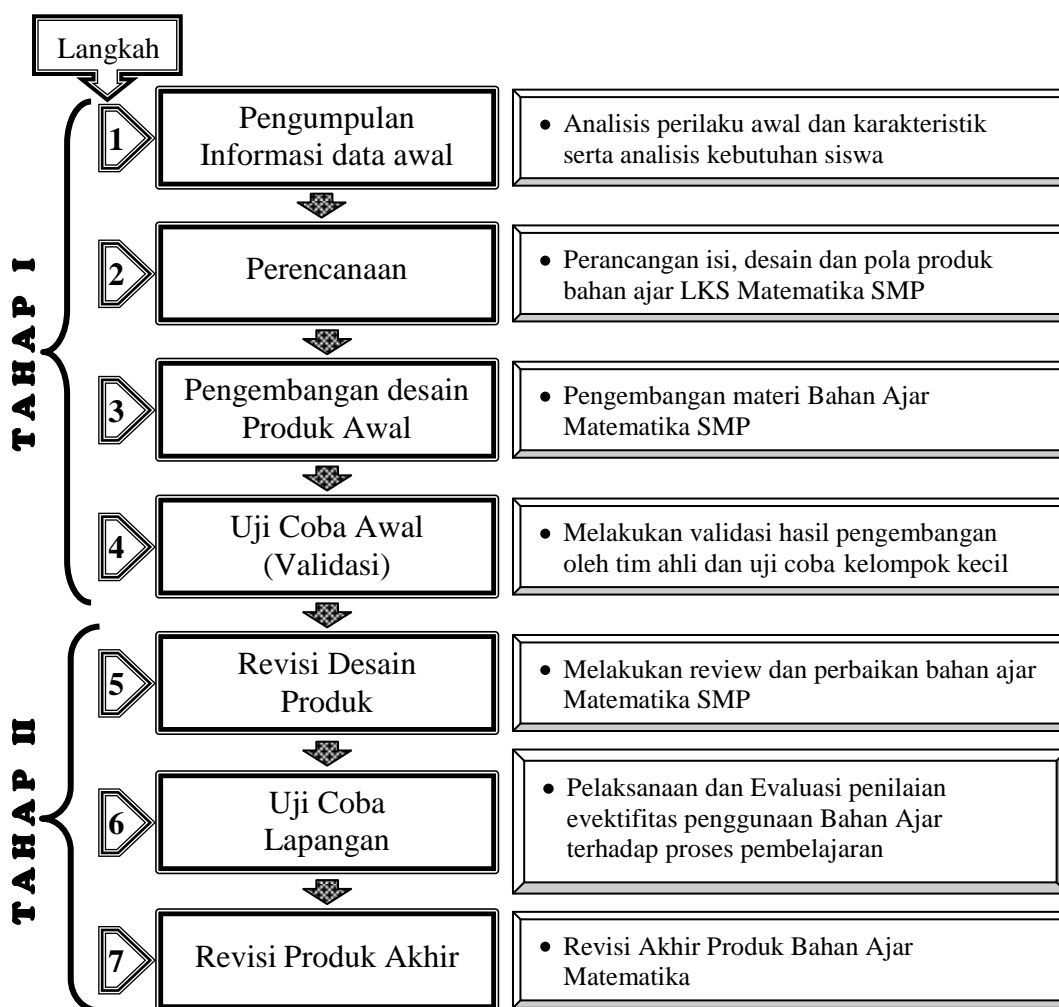 Langkah
TAHAP I
1
Pengumpulan
Informasi data awal
• Analisis perilaku awal dan karakteristik
serta analisis kebutuhan siswa
2
Perencanaan
• Perancangan isi, desain dan pola produk
bahan ajar LKS Matematika SMP
3
Pengembangan desain
Produk Awal
• Pengembangan materi Bahan Ajar
Matematika SMP
4
Uji Coba Awal
(Validasi)
• Melakukan validasi hasil pengembangan
oleh tim ahli dan uji coba kelompok kecil
TAHAP II
5
Revisi Desain
Produk
• Melakukan review dan perbaikan bahan ajar
Matematika SMP
6
Uji Coba
Lapangan
• Pelaksanaan dan Evaluasi penilaian
evektifitas penggunaan Bahan Ajar
terhadap proses pembelajaran
7
Revisi Produk Akhir
• Revisi Akhir Produk Bahan Ajar
Matematika